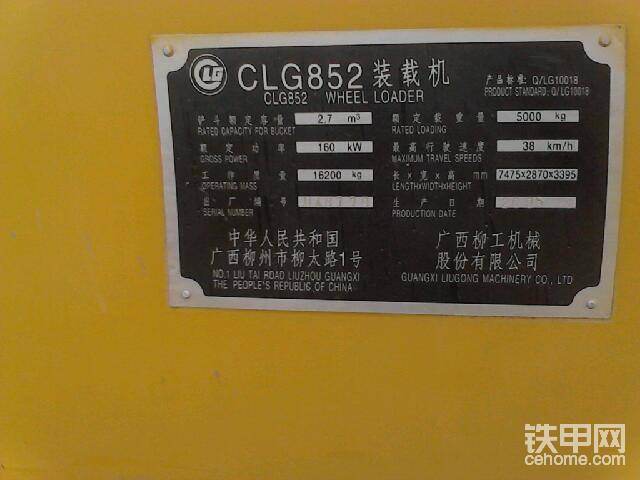 CLG
CLG852 装载机
产品标准: Q/LG10018
CLG852 WHEEL LOADER
PRODUCT STANDARD: Q/LG10018
铲斗额定容量 2.7 m³
RATED CAPACITY FOR BUCKET
额定载重量 5000 kg
RATED LOADING
额定功率 160 kW
GROSS POWER
最高行驶速度 38 km/h
MAXIMUM TRAVEL SPEEDS
工作质量 16200 kg
OPERATING MASS
长×宽×高 mm 7475×2870×3395
LENGTH×WIDTH×HEIGHT
出厂编号
SERIAL NUMBER
生产日期
PRODUCTION DATE
中华人民共和国
广西柳州市柳太路1号
NO.1 LIU TAI ROAD LIUZHOU GUANGXI
THE PEOPLE'S REPUBLIC OF CHINA
广西柳工机械
股份有限公司
GUANGXI LIUGONG MACHINERY CO., LTD
铁甲网
cehome.com